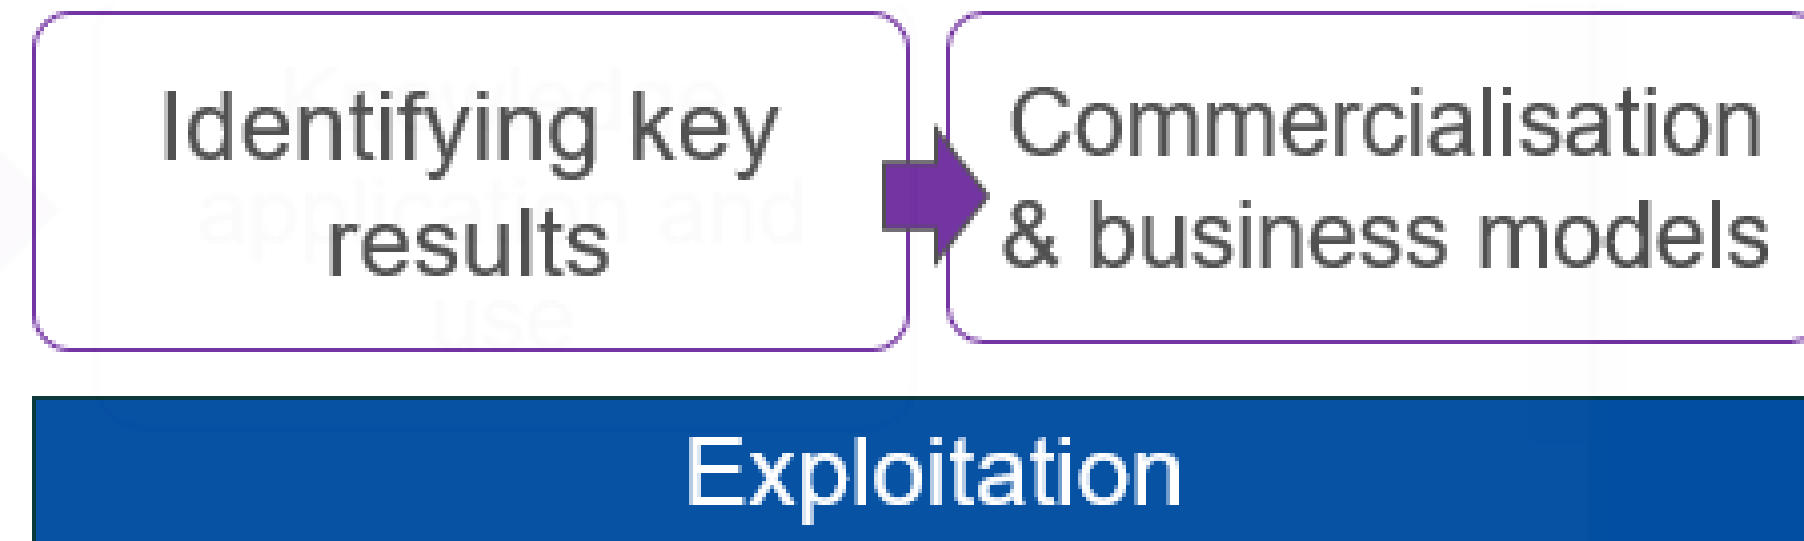 Identifying key
results
Commercialisation
& business models
Exploitation